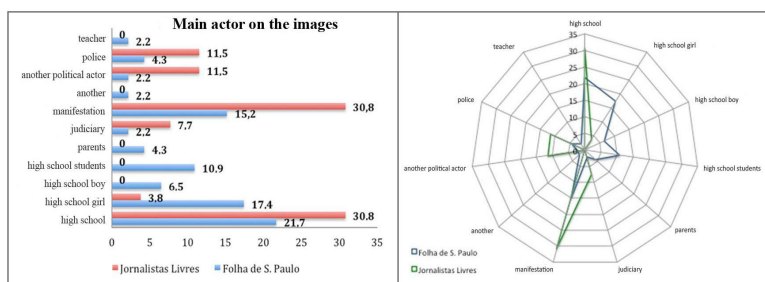 Main actor on the images
teacher
0
2.2
police
11,5
4.3
another political actor
11,5
2.2
another
0
2.2
manifestation
30,8
15,2
judiciary
7.7
2,2
parents
0
4.3
high school students
0
10.9
high school boy
0
6.5
high school girl
3,8
17.4
high school
30.8
21,7
0 5 10 15 20 25 30 35
Jornalistas Livres Folha de S. Paulo
high school
high school girl
high school boy
high school students
parents
judiciary
manifestation
another
another political actor
police
teacher
35
30
25
20
15
10
5
0
Folha de S. Paulo
Jornalistas Livres